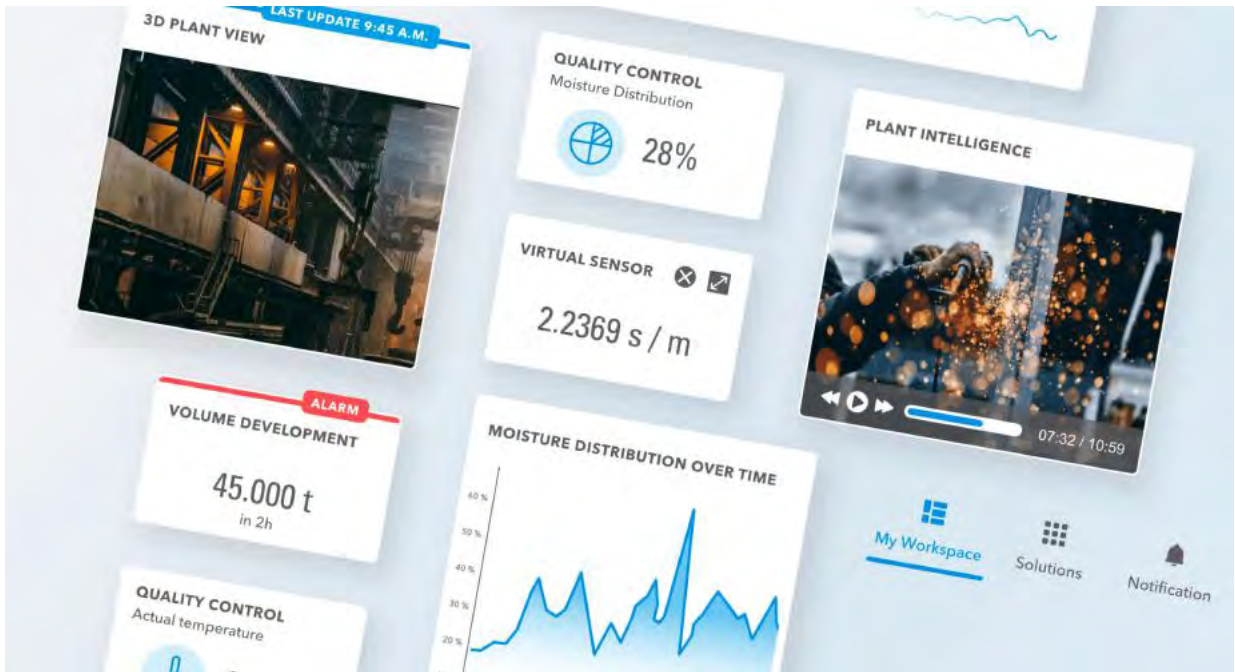 LAST UPDATE 9:45 A.M.
3D PLANT VIEW
QUALITY CONTROL
Moisture Distribution
28%
PLANT INTELLIGENCE
07:32 / 10:59
VIRTUAL SENSOR
2.2369 s / m
ALARM
VOLUME DEVELOPMENT
45.000 t
in 2h
MOISTURE DISTRIBUTION OVER TIME
60 %
50 %
40 %
30 %
20 %
My Workspace
Solutions
Notification
QUALITY CONTROL
Actual temperature